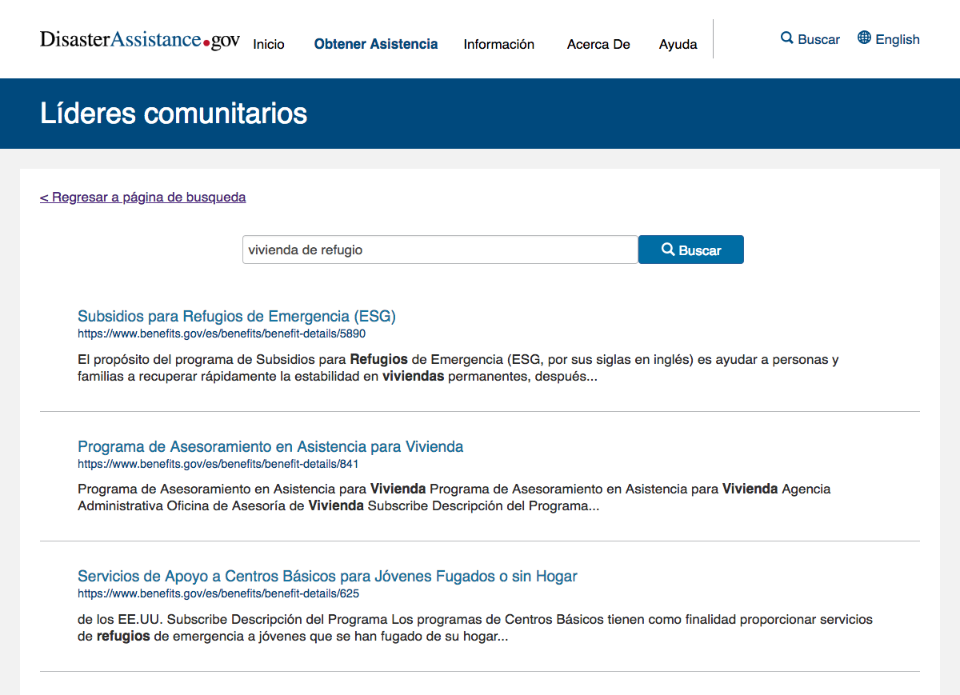 DisasterAssistance.gov Inicio Obtener Asistencia Información Acerca De Ayuda Buscar English
Líderes comunitarios
< Regresar a página de busqueda
vivienda de refugio Buscar
Subsidios para Refugios de Emergencia (ESG)
https://www.benefits.gov/es/benefits/benefit-details/5890
El propósito del programa de Subsidios para Refugios de Emergencia (ESG, por sus siglas en inglés) es ayudar a personas y
familias a recuperar rápidamente la estabilidad en viviendas permanentes, después...
Programa de Asesoramiento en Asistencia para Vivienda
https://www.benefits.gov/es/benefits/benefit-details/841
Programa de Asesoramiento en Asistencia para Vivienda Programa de Asesoramiento en Asistencia para Vivienda Agencia
Administrativa Oficina de Asesoría de Vivienda Subscribe Descripción del Programa...
Servicios de Apoyo a Centros Básicos para Jóvenes Fugados o sin Hogar
https://www.benefits.gov/es/benefits/benefit-details/625
de los EE.UU. Subscribe Descripción del Programa Los programas de Centros Básicos tienen como finalidad proporcionar servicios
de refugios de emergencia a jóvenes que se han fugado de su hogar...